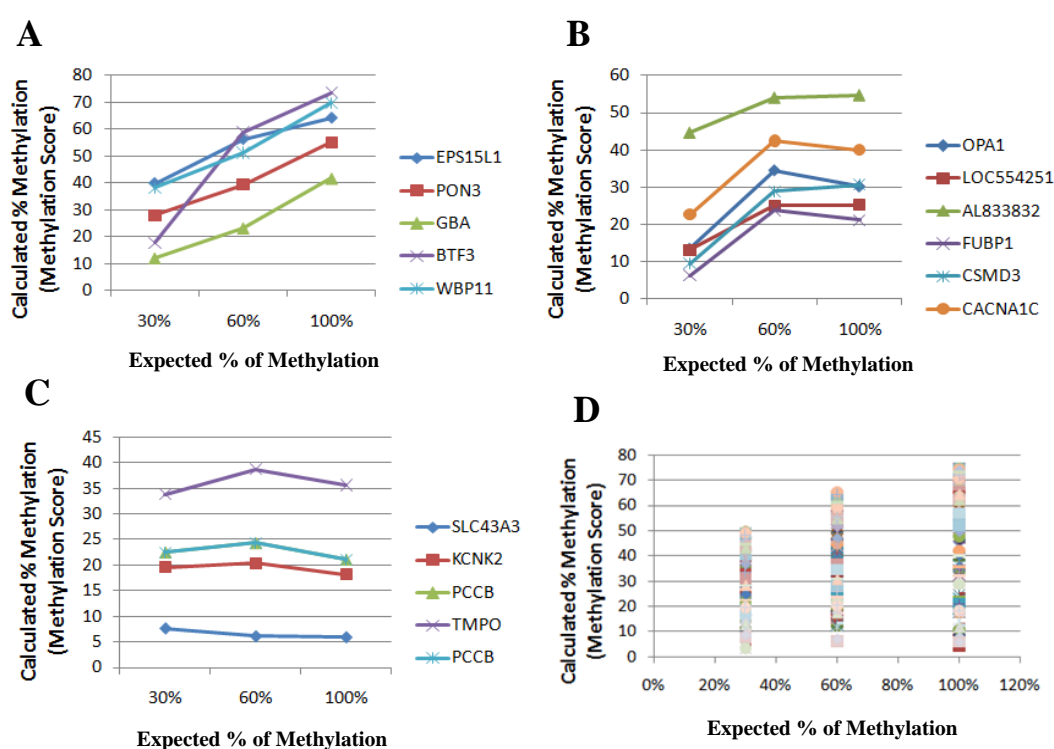 A
Calculated % Methylation
(Methylation Score)
80
70
60
50
40
30
20
10
0
30% 60% 100%
Expected % of Methylation
EPS15L1
PON3
GBA
BTF3
WBP11
B
Calculated % Methylation
(Methylation Score)
60
50
40
30
20
10
0
30% 60% 100%
Expected % of Methylation
OPA1
LOC554251
AL833832
FUBP1
CSMD3
CACNA1C
C
Calculated % Methylation
(Methylation Score)
45
40
35
30
25
20
15
10
5
0
30% 60% 100%
Expected % of Methylation
SLC43A3
KCNK2
PCCB
TMPO
PCCB
D
Calculated % Methylation
(Methylation Score)
80
70
60
50
40
30
20
10
0
0% 20% 40% 60% 80% 100% 120%
Expected % of Methylation